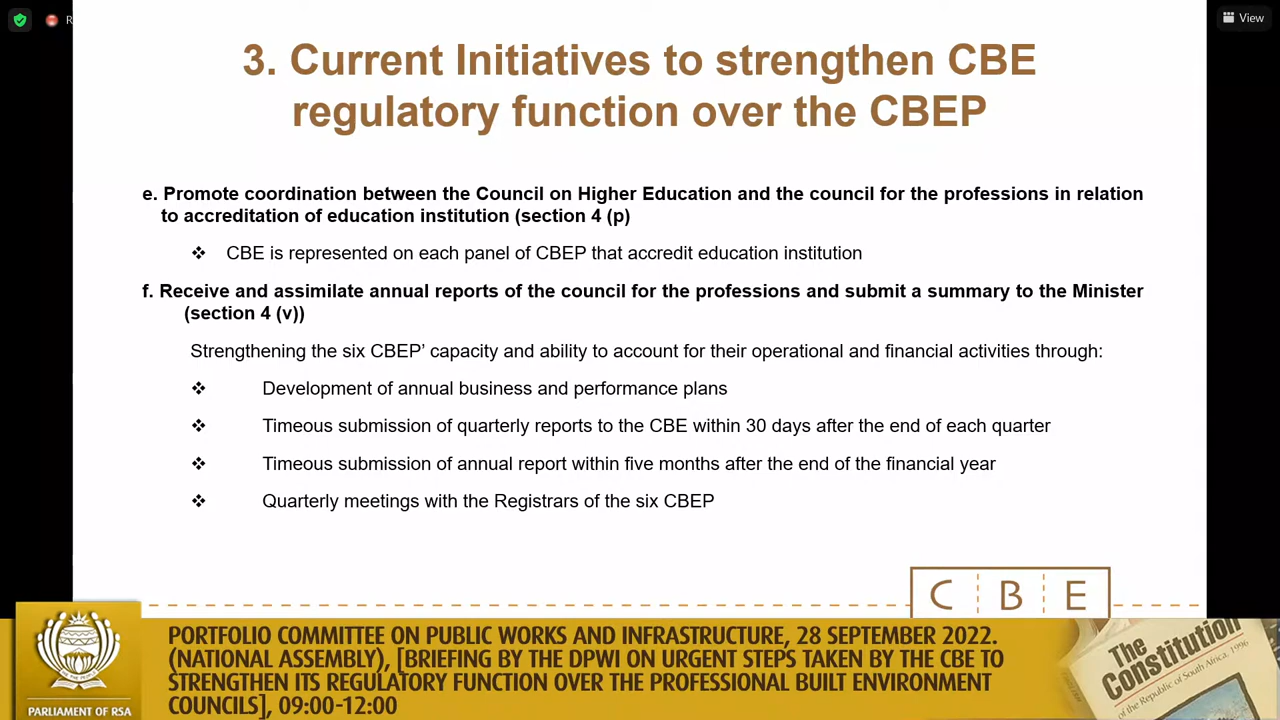 R
View
3. Current Initiatives to strengthen CBE
regulatory function over the CBEP
e. Promote coordination between the Council on Higher Education and the council for the professions in relation
to accreditation of education institution (section 4 (p)
❖ CBE is represented on each panel of CBEP that accredit education institution
f. Receive and assimilate annual reports of the council for the professions and submit a summary to the Minister
(section 4 (v))
Strengthening the six CBEP’ capacity and ability to account for their operational and financial activities through:
❖ Development of annual business and performance plans
❖ Timeous submission of quarterly reports to the CBE within 30 days after the end of each quarter
❖ Timeous submission of annual report within five months after the end of the financial year
❖ Quarterly meetings with the Registrars of the six CBEP
C B E
PORTFOLIO COMMITTEE ON PUBLIC WORKS AND INFRASTRUCTURE, 28 SEPTEMBER 2022.
(NATIONAL ASSEMBLY), [BRIEFING BY THE DPWI ON URGENT STEPS TAKEN BY THE CBE TO
STRENGTHEN ITS REGULATORY FUNCTION OVER THE PROFESSIONAL BUILT ENVIRONMENT
COUNCILS], 09:00-12:00
PARLIAMENT OF RSA
The
Constitution
of the Republic of South Africa, 1996